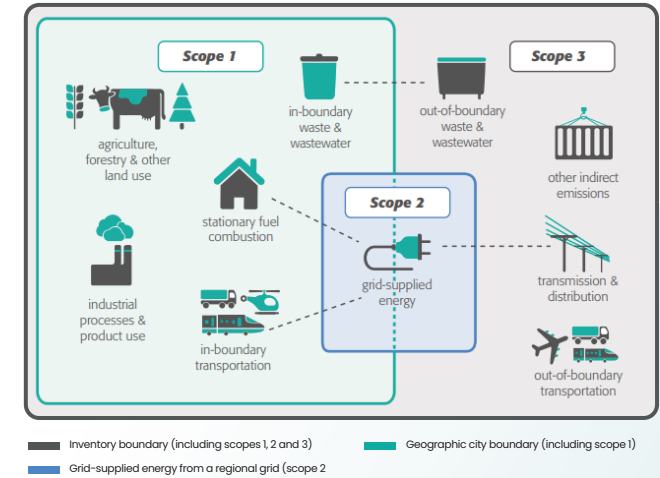 Scope 1
Scope 3
in-boundary
waste &
wastewater
out-of-boundary
waste &
wastewater
agriculture,
forestry & other
land use
other indirect
emissions
Scope 2
stationary fuel
combustion
grid-supplied
energy
transmission &
distribution
industrial
processes &
product use
in-boundary
transportation
out-of-boundary
transportation
Inventory boundary (including scopes 1, 2 and 3)
Geographic city boundary (including scope 1)
Grid-supplied energy from a regional grid (scope 2